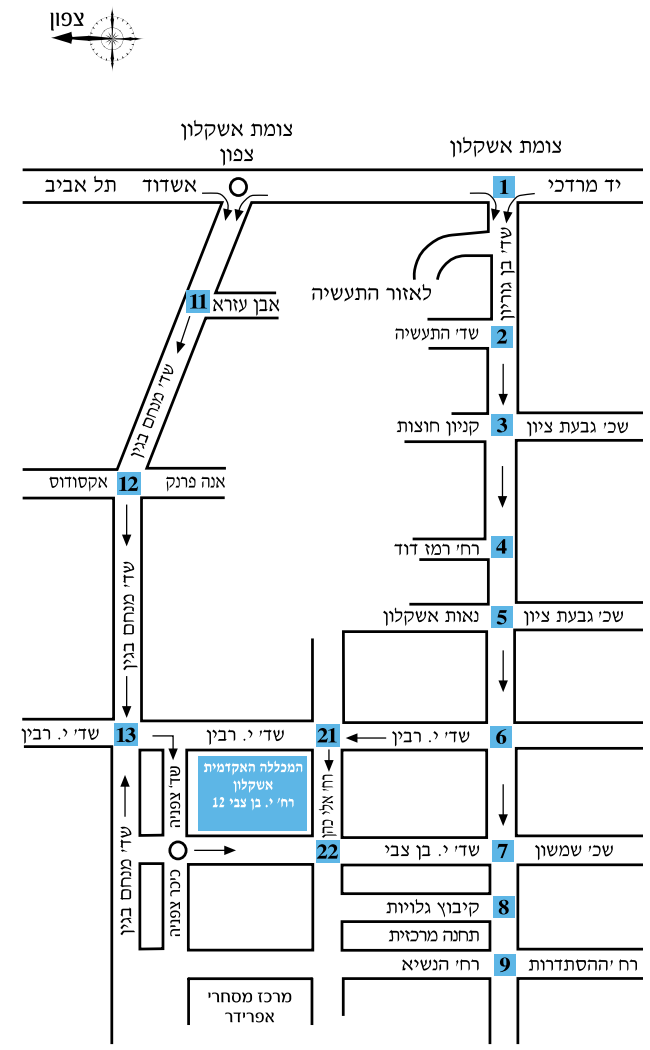 צפון
צומת אשקלון
צפון
צומת אשקלון
תל אביב
אשדוד
1
יד מרדכי
שד׳ בן גוריון
לאזור התעשיה
11
אבן עזרא
2
שד׳ התעשיה
שד׳ מנחם בגין
3
קניון חוצות
שכ׳ גבעת ציון
אקסודוס
12
אנה פרנק
4
רח׳ רמז דוד
שד׳ מנחם בגין
5
נאות אשקלון
שכ׳ גבעת ציון
שד׳ י. רבין
13
שד׳ י. רבין
21
שד׳ י. רבין
6
שד׳ צפניה
המכללה האקדמית
אשקלון
רח׳ י. בן צבי 12
רח׳ אלי כהן
שד׳ מנחם בגין
22
שד׳ י. בן צבי
7
שכ׳ שמשון
כיכר צפניה
8
קיבוץ גלויות
תחנה מרכזית
9
רח׳ הנשיא
רח ׳ההסתדרות
מרכז מסחרי
אפרידר